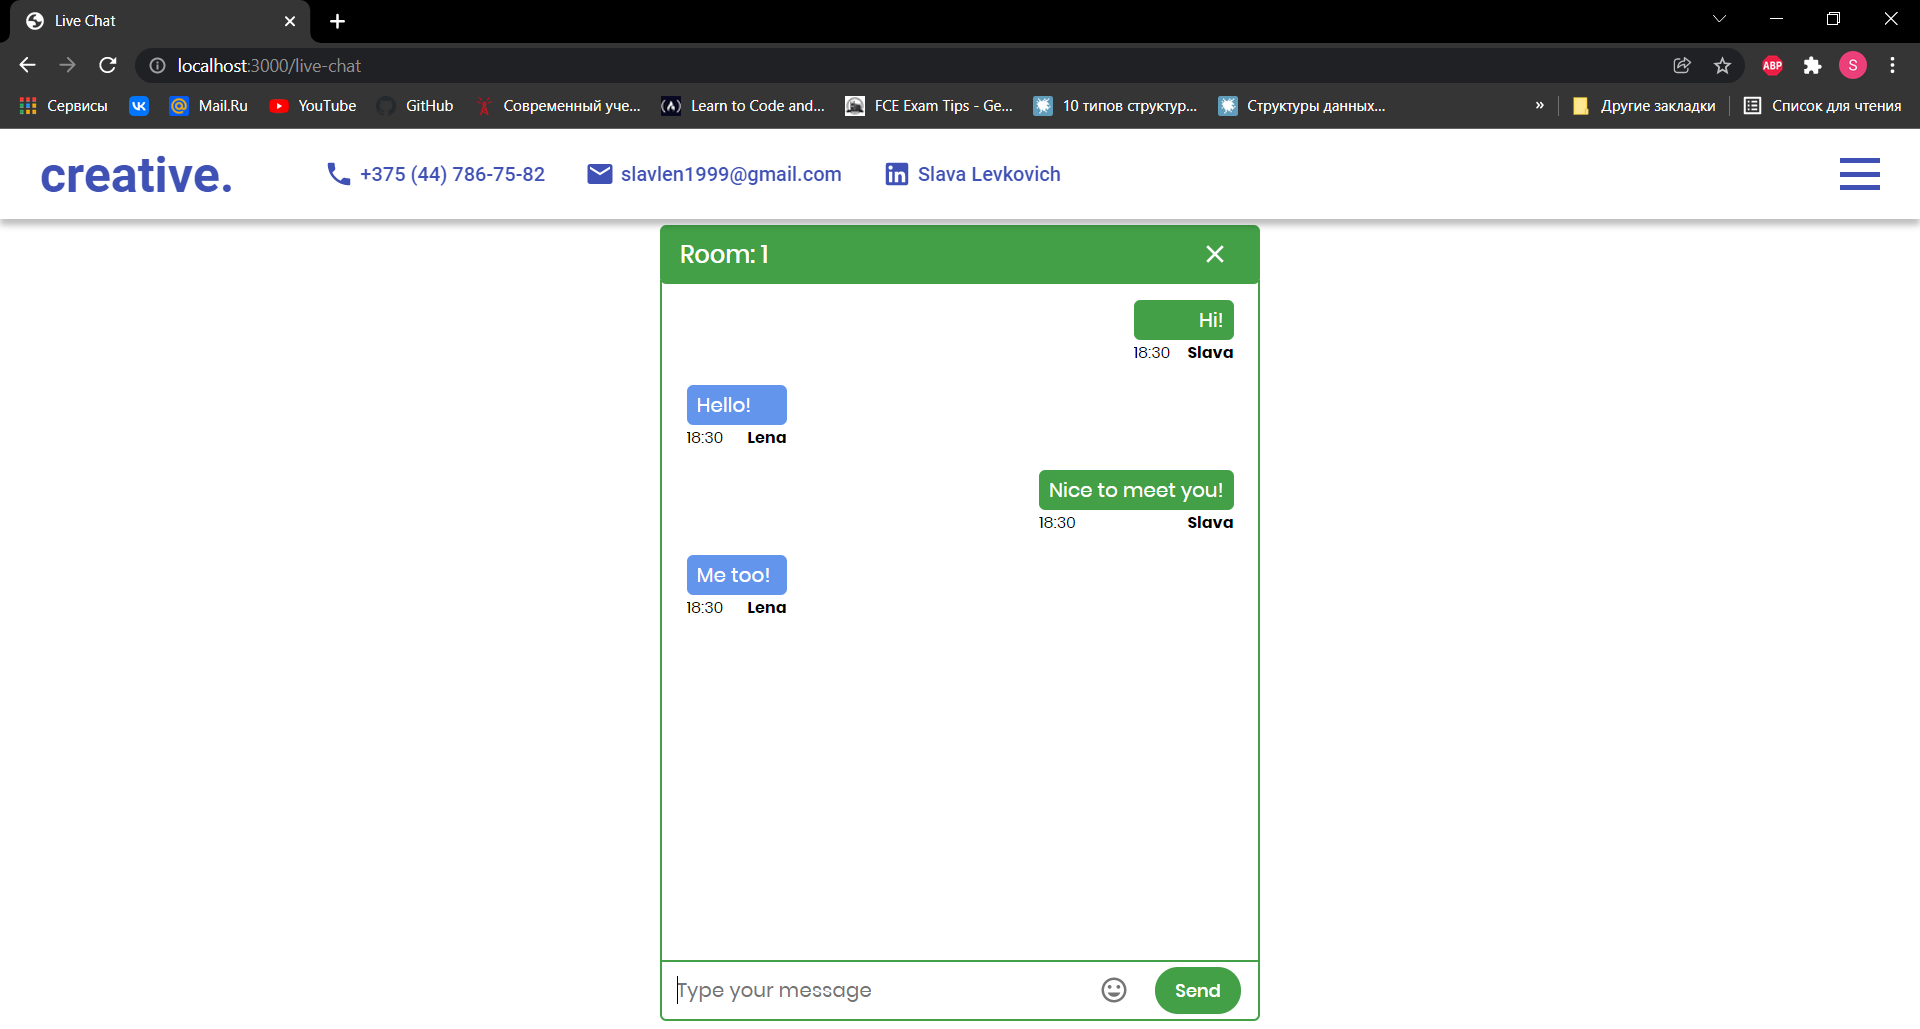 Live Chat
localhost:3000/live-chat
ABP
S
Сервисы
Mail.Ru
YouTube
GitHub
Современный уче...
Learn to Code and...
FCE Exam Tips - Ge...
10 типов структур...
Структуры данных...
»
Другие закладки
Список для чтения
creative.
+375 (44) 786-75-82
slavlen1999@gmail.com
in
Slava Levkovich
Room: 1
Hi!
18:30 Slava
Hello!
18:30 Lena
Nice to meet you!
18:30 Slava
Me too!
18:30 Lena
Type your message
Send